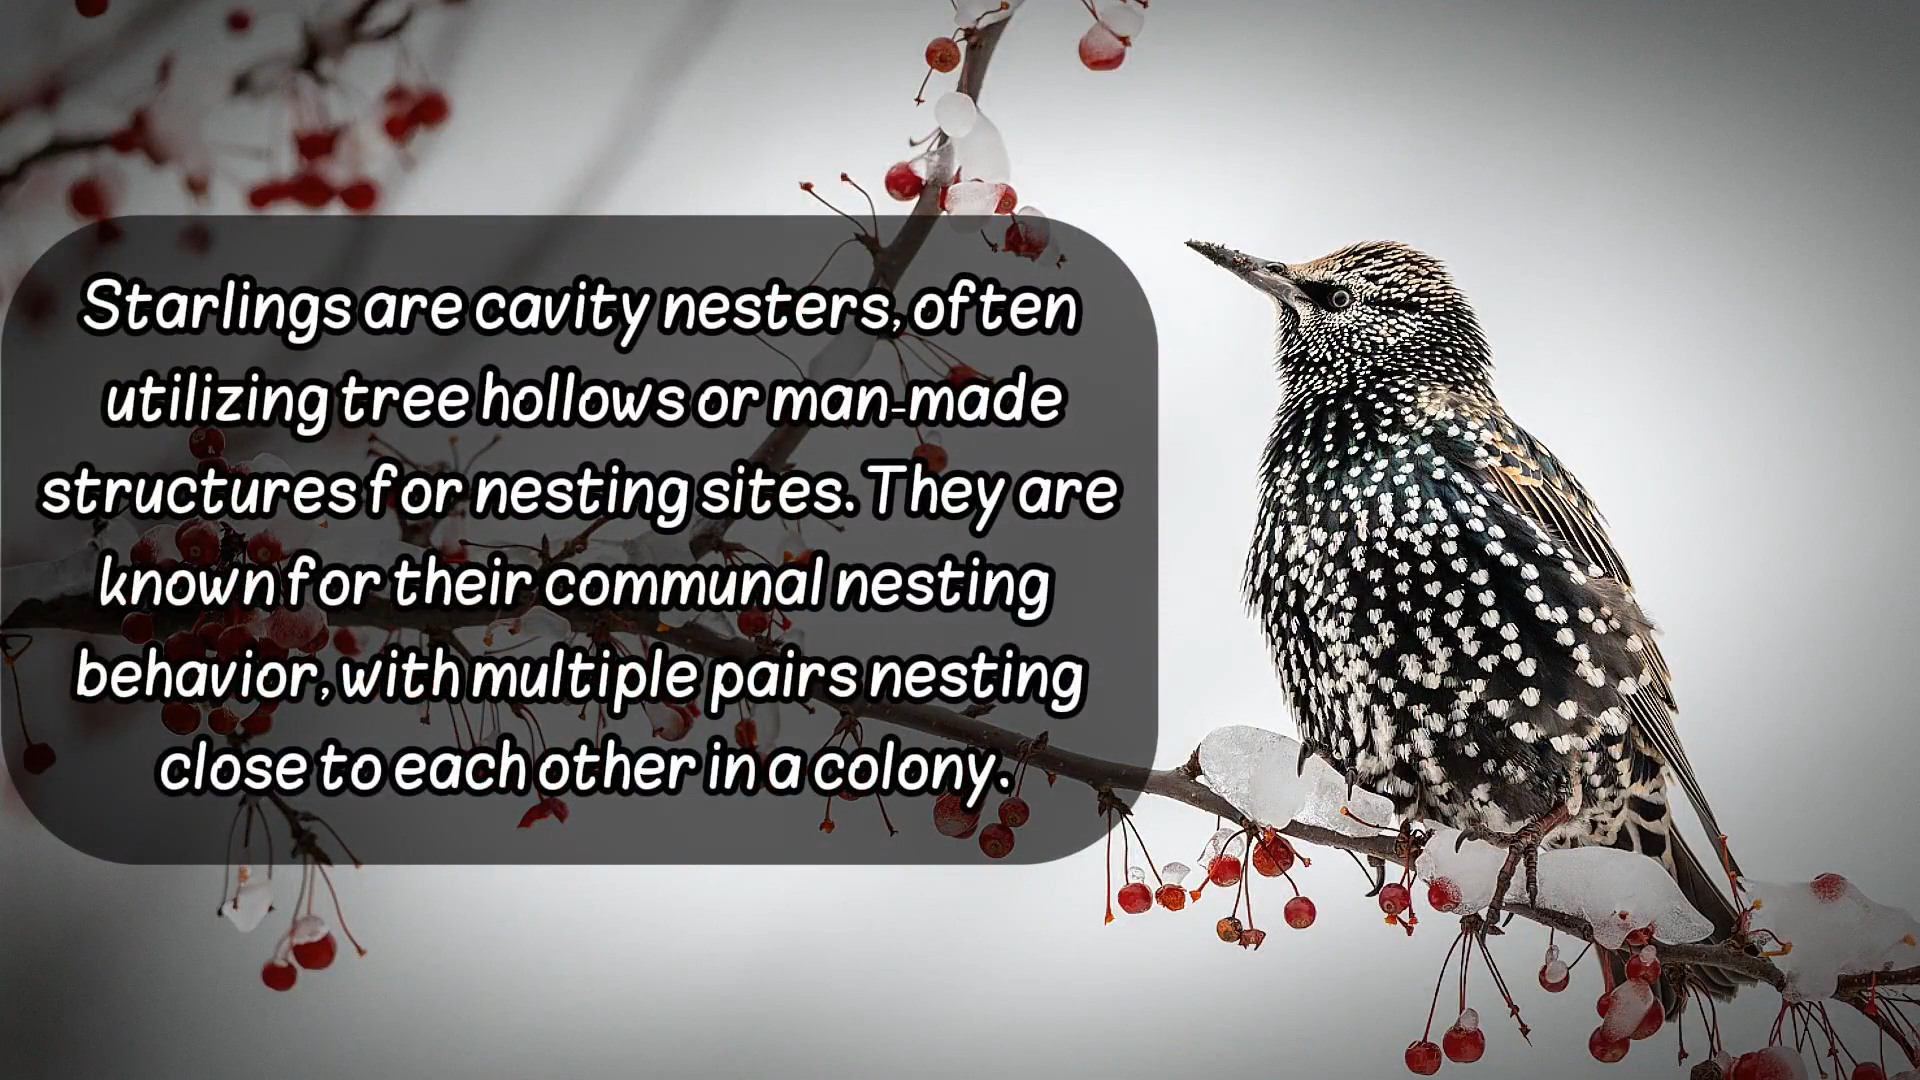 Starlings are cavity nesters, often
utilizing tree hollows or man-made
structures for nesting sites. They are
known for their communal nesting
behavior, with multiple pairs nesting
close to each other in a colony.